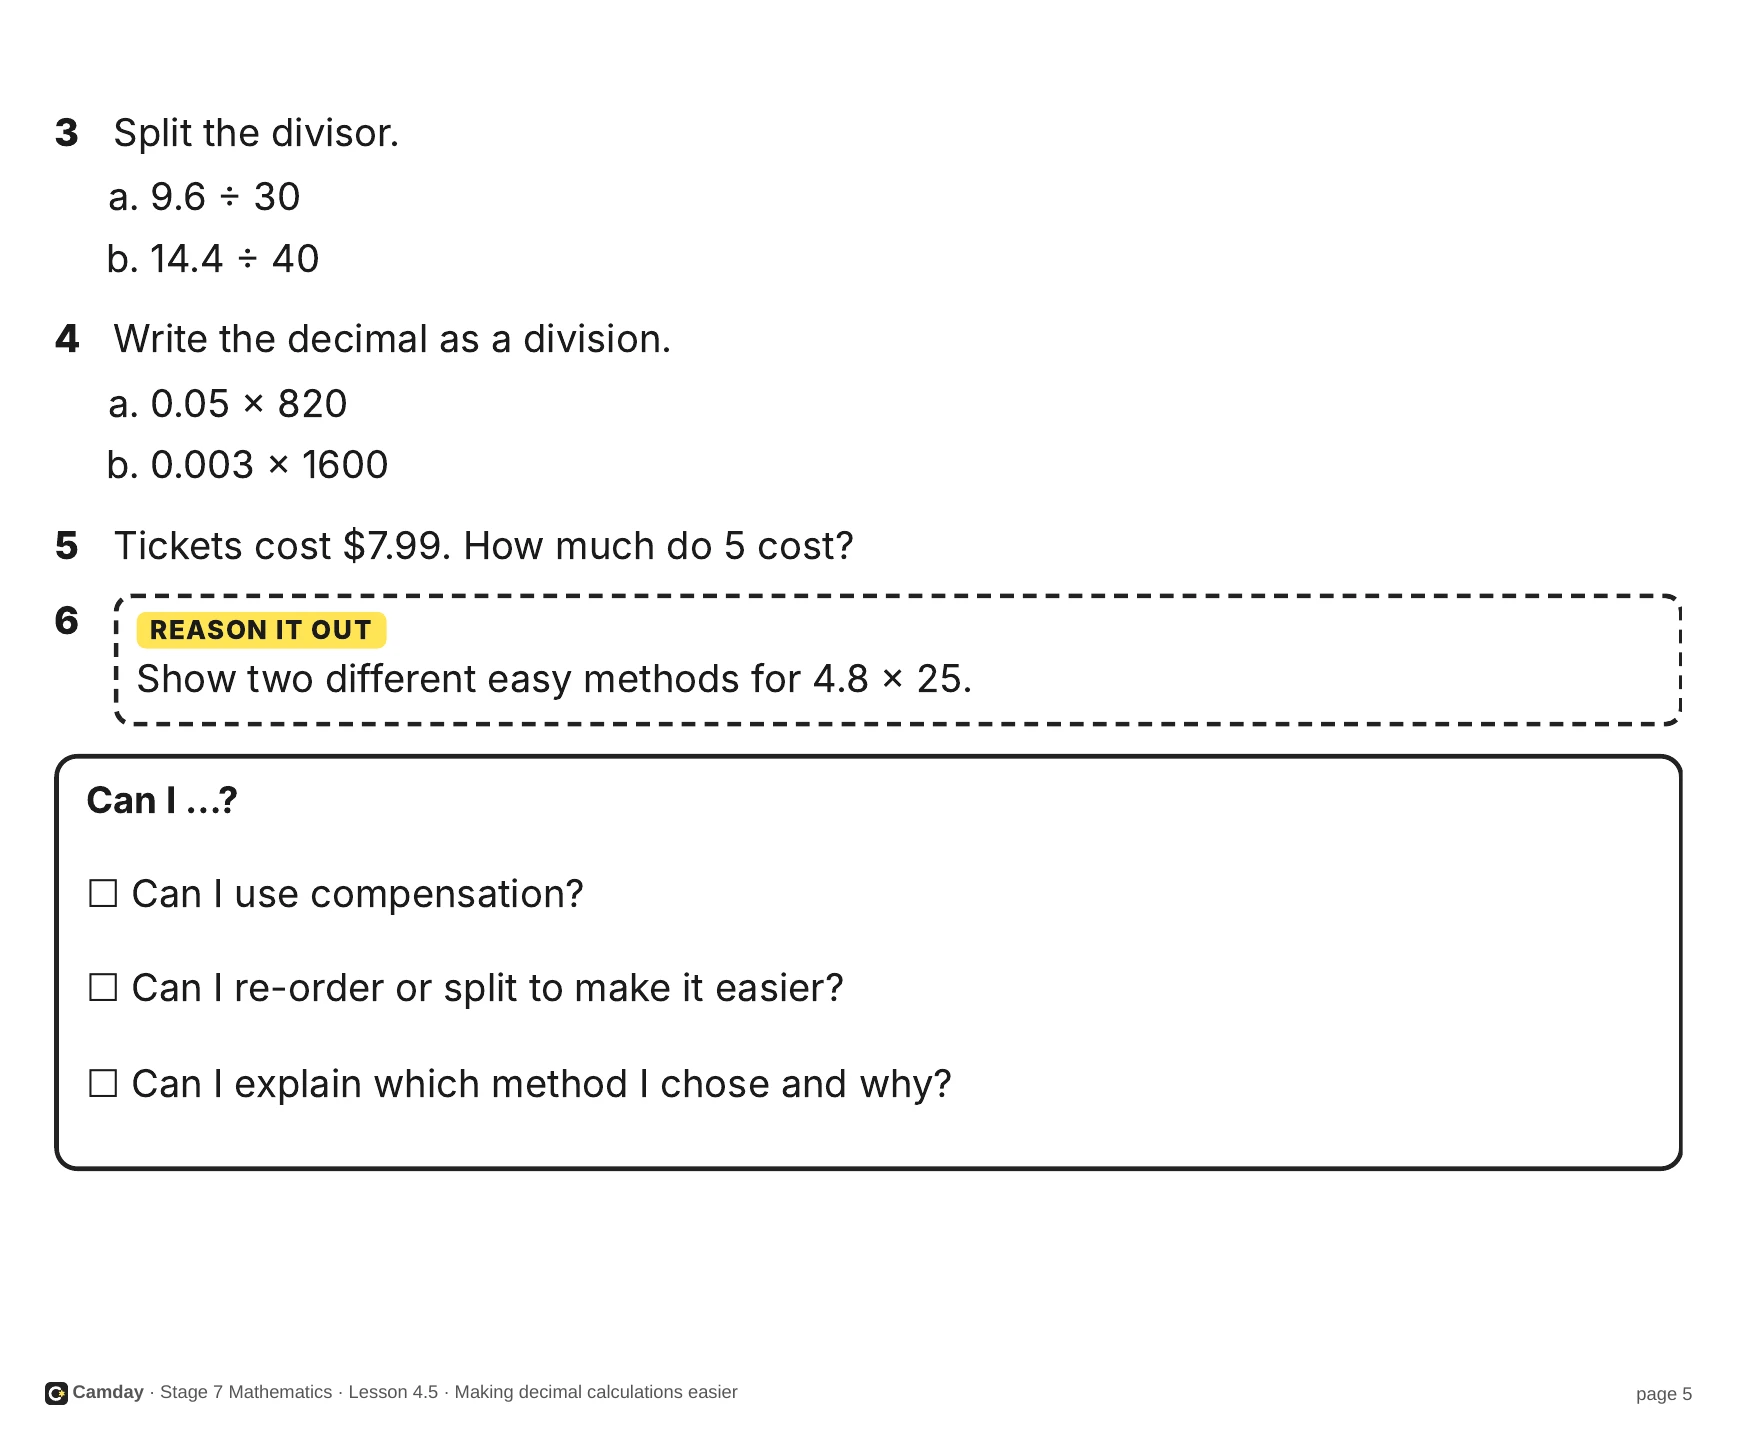 3 Split the divisor.
a. 9.6 ÷ 30
b. 14.4 ÷ 40
4 Write the decimal as a division.
a. 0.05 × 820
b. 0.003 × 1600
5 Tickets cost $7.99. How much do 5 cost?
6 REASON IT OUT
Show two different easy methods for 4.8 × 25.
Can I …?
☐ Can I use compensation?
☐ Can I re-order or split to make it easier?
☐ Can I explain which method I chose and why?
Camday · Stage 7 Mathematics · Lesson 4.5 · Making decimal calculations easier page 5